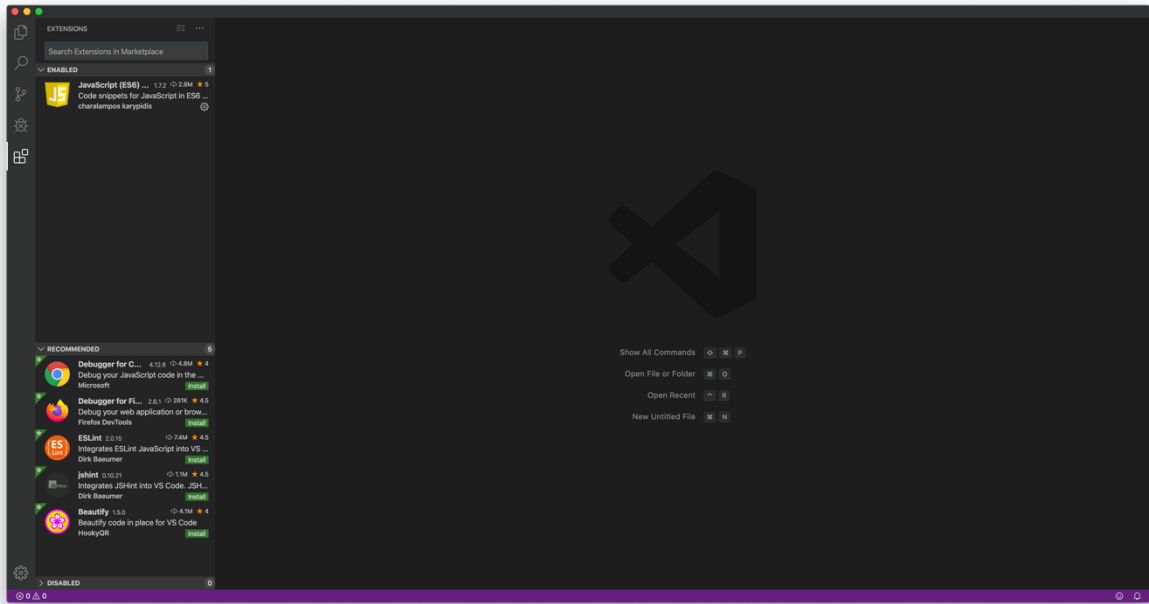 EXTENSIONS
Search Extensions in Marketplace
ENABLED 1
JavaScript (ES6) ... 1.7.2 2.8M ★ 5
Code snippets for JavaScript in ES6 ...
charalampos karypidis
JS
RECOMMENDED 5
Debugger for C... 4.12.6 4.8M ★ 4
Debug your JavaScript code in the ...
Microsoft Install
Debugger for Fi... 2.6.1 261K ★ 4.5
Debug your web application or brow...
Firefox DevTools Install
ES
Lint
ESLint 2.0.15 7.4M ★ 4.5
Integrates ESLint JavaScript into VS ...
Dirk Baeumer Install
jshint 0.10.21 1.1M ★ 4.5
Integrates JSHint into VS Code. JSH...
Dirk Baeumer Install
Beautify 1.5.0 4.1M ★ 4
Beautify code in place for VS Code
HookyQR Install
DISABLED 0
Show All Commands ⇧ ⌘ P
Open File or Folder ⌘ O
Open Recent ^ R
New Untitled File ⌘ N
0 0